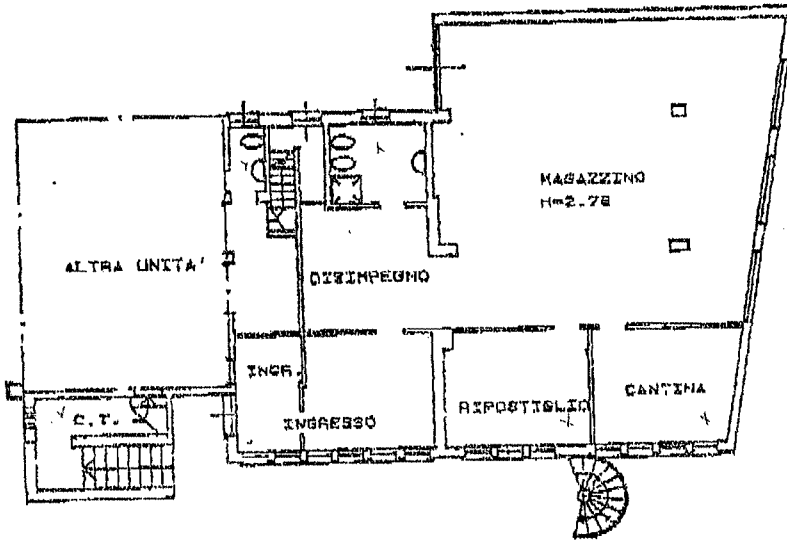 MAGAZZINO
H=2.78
ALTRA UNITA'
DISIMPEGNO
INGR.
CANTINA
RIPOSTIGLIO
C.T.
INGRESSO